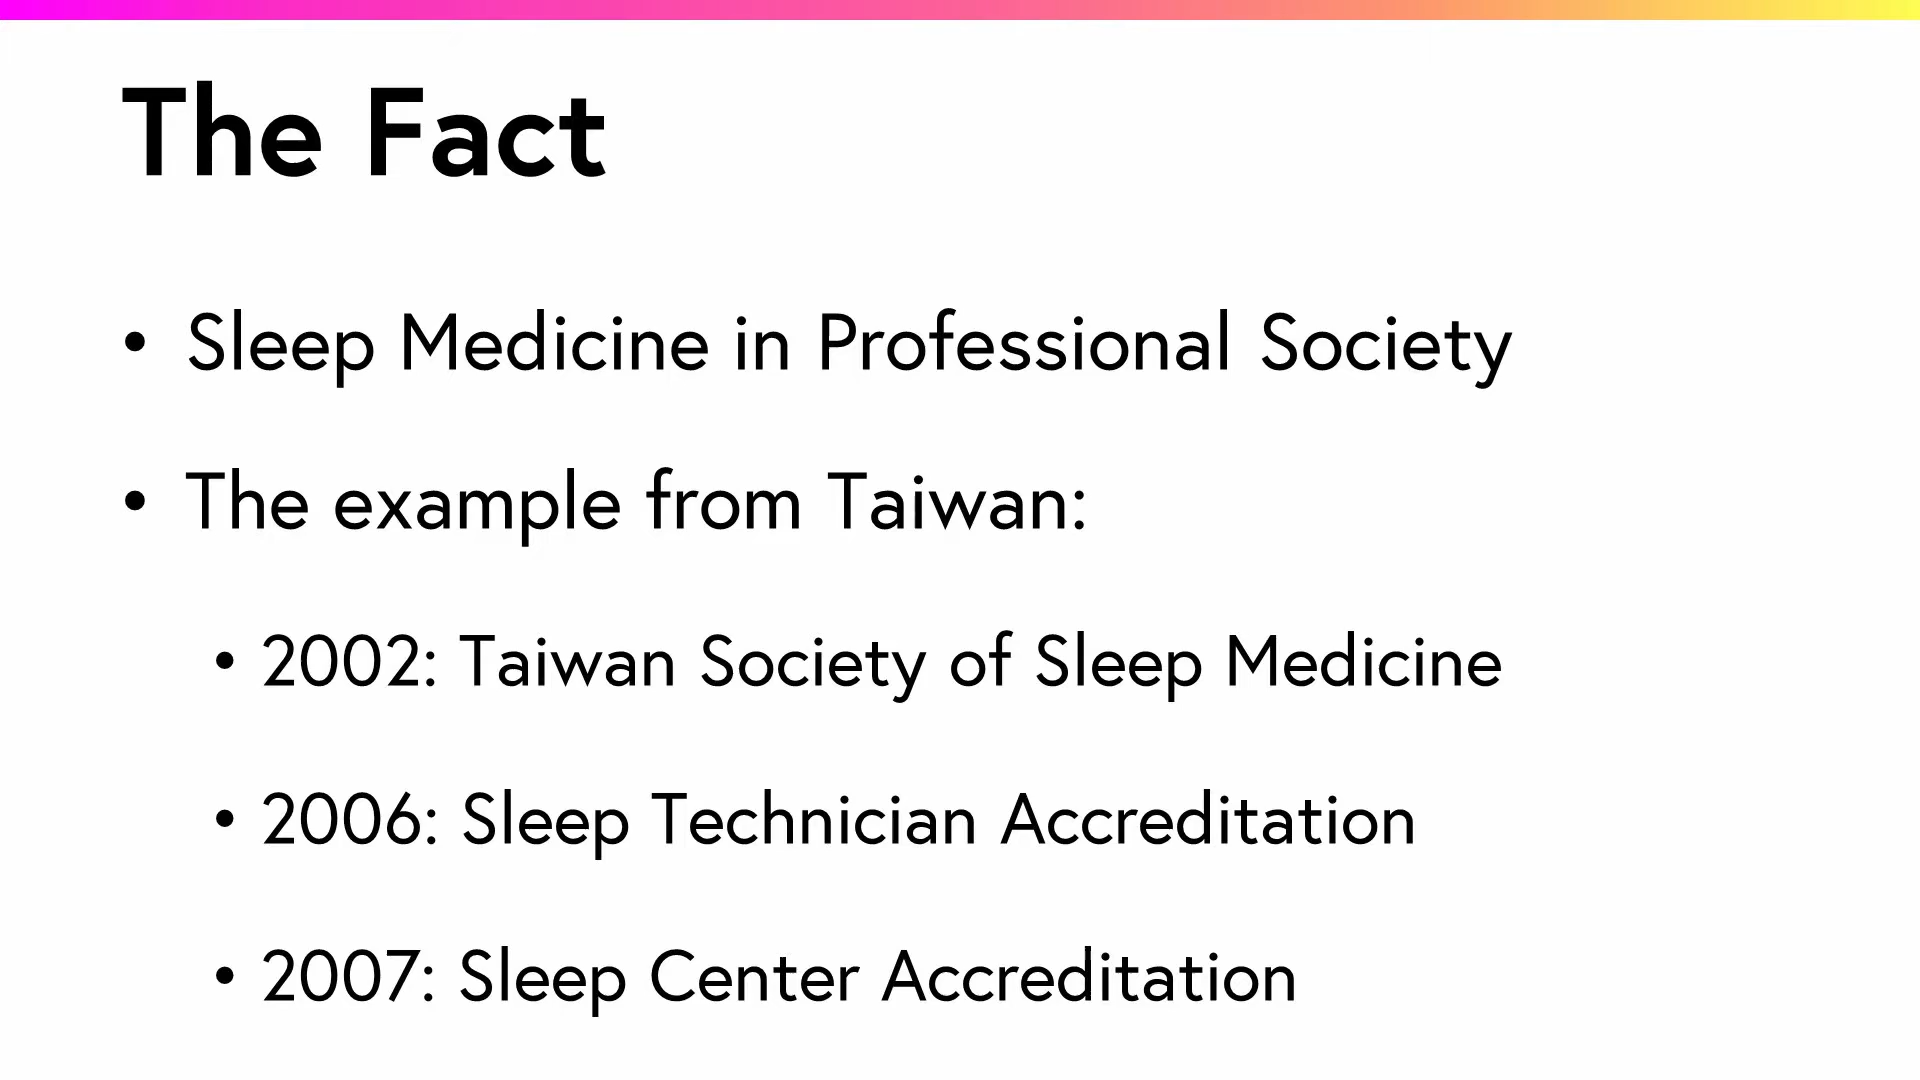 The Fact
• Sleep Medicine in Professional Society
• The example from Taiwan:
• 2002: Taiwan Society of Sleep Medicine
• 2006: Sleep Technician Accreditation
• 2007: Sleep Center Accreditation